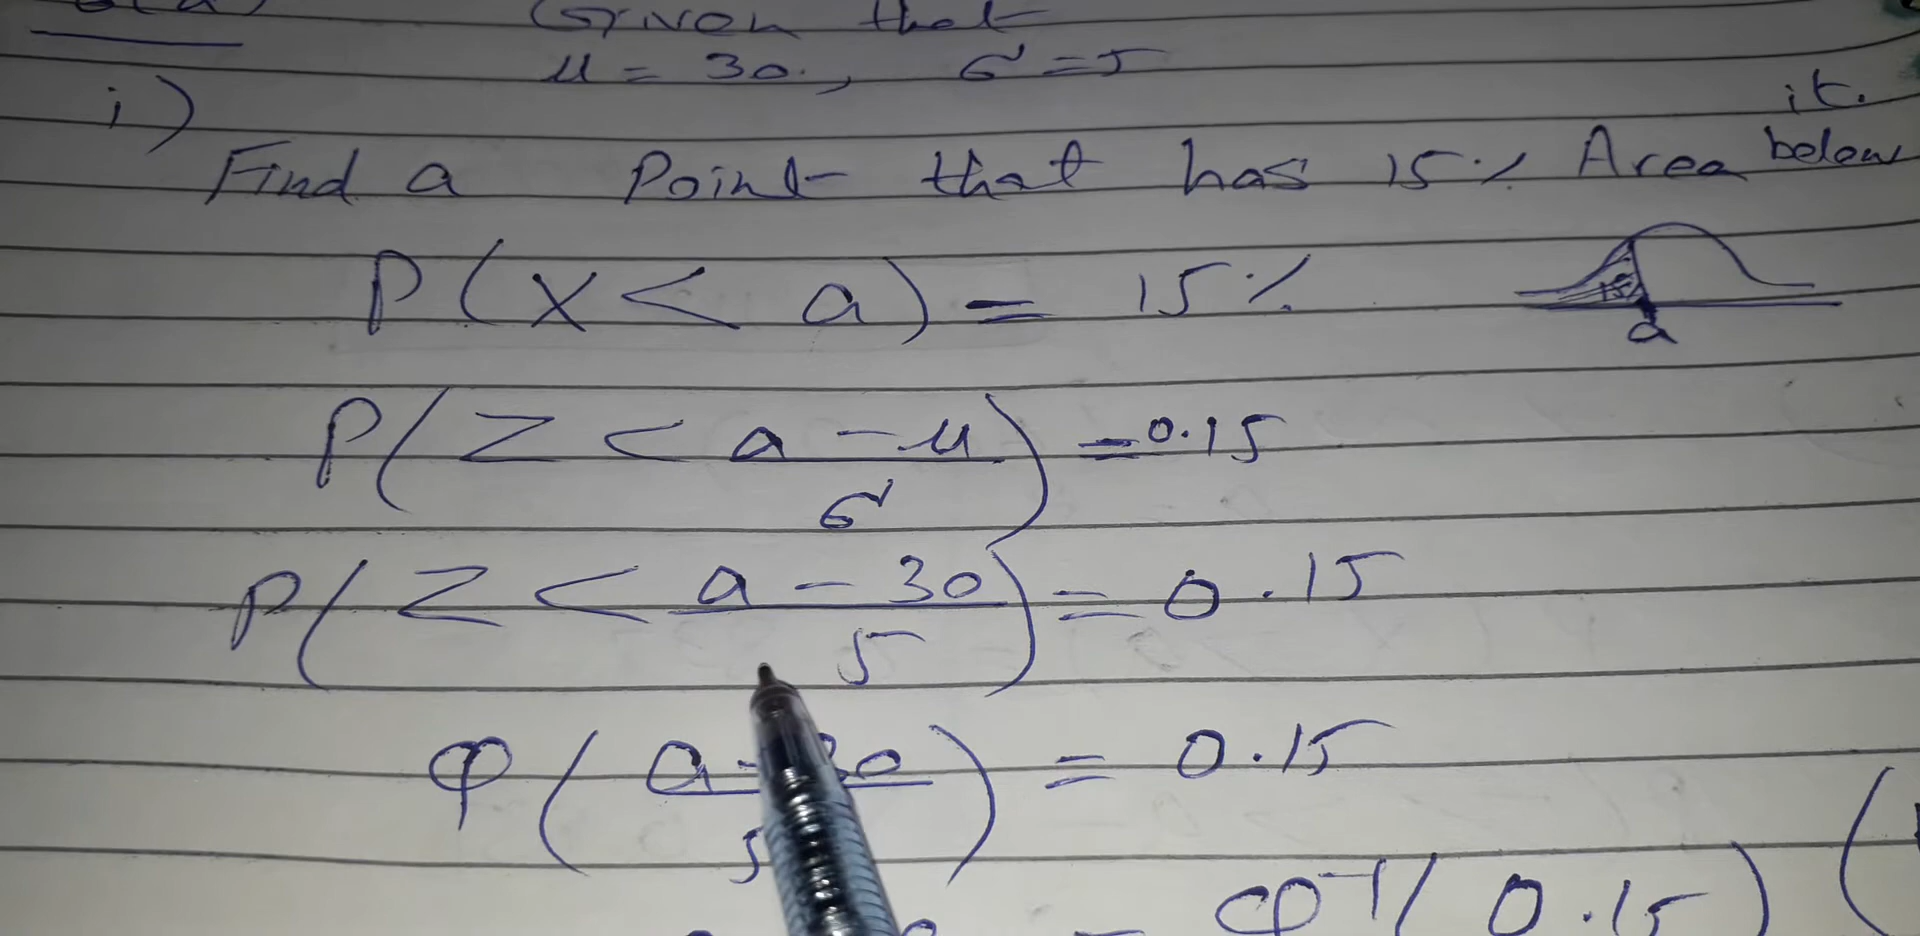 Given that
μ = 30, σ = 5
i)
Find a Point that has 15% Area below it.
P(X < a) = 15%
15%
a
P(Z < a - μ / σ) = 0.15
P(Z < a - 30 / 5) = 0.15
φ(a - 30 / 5) = 0.15
= φ⁻¹(0.15)